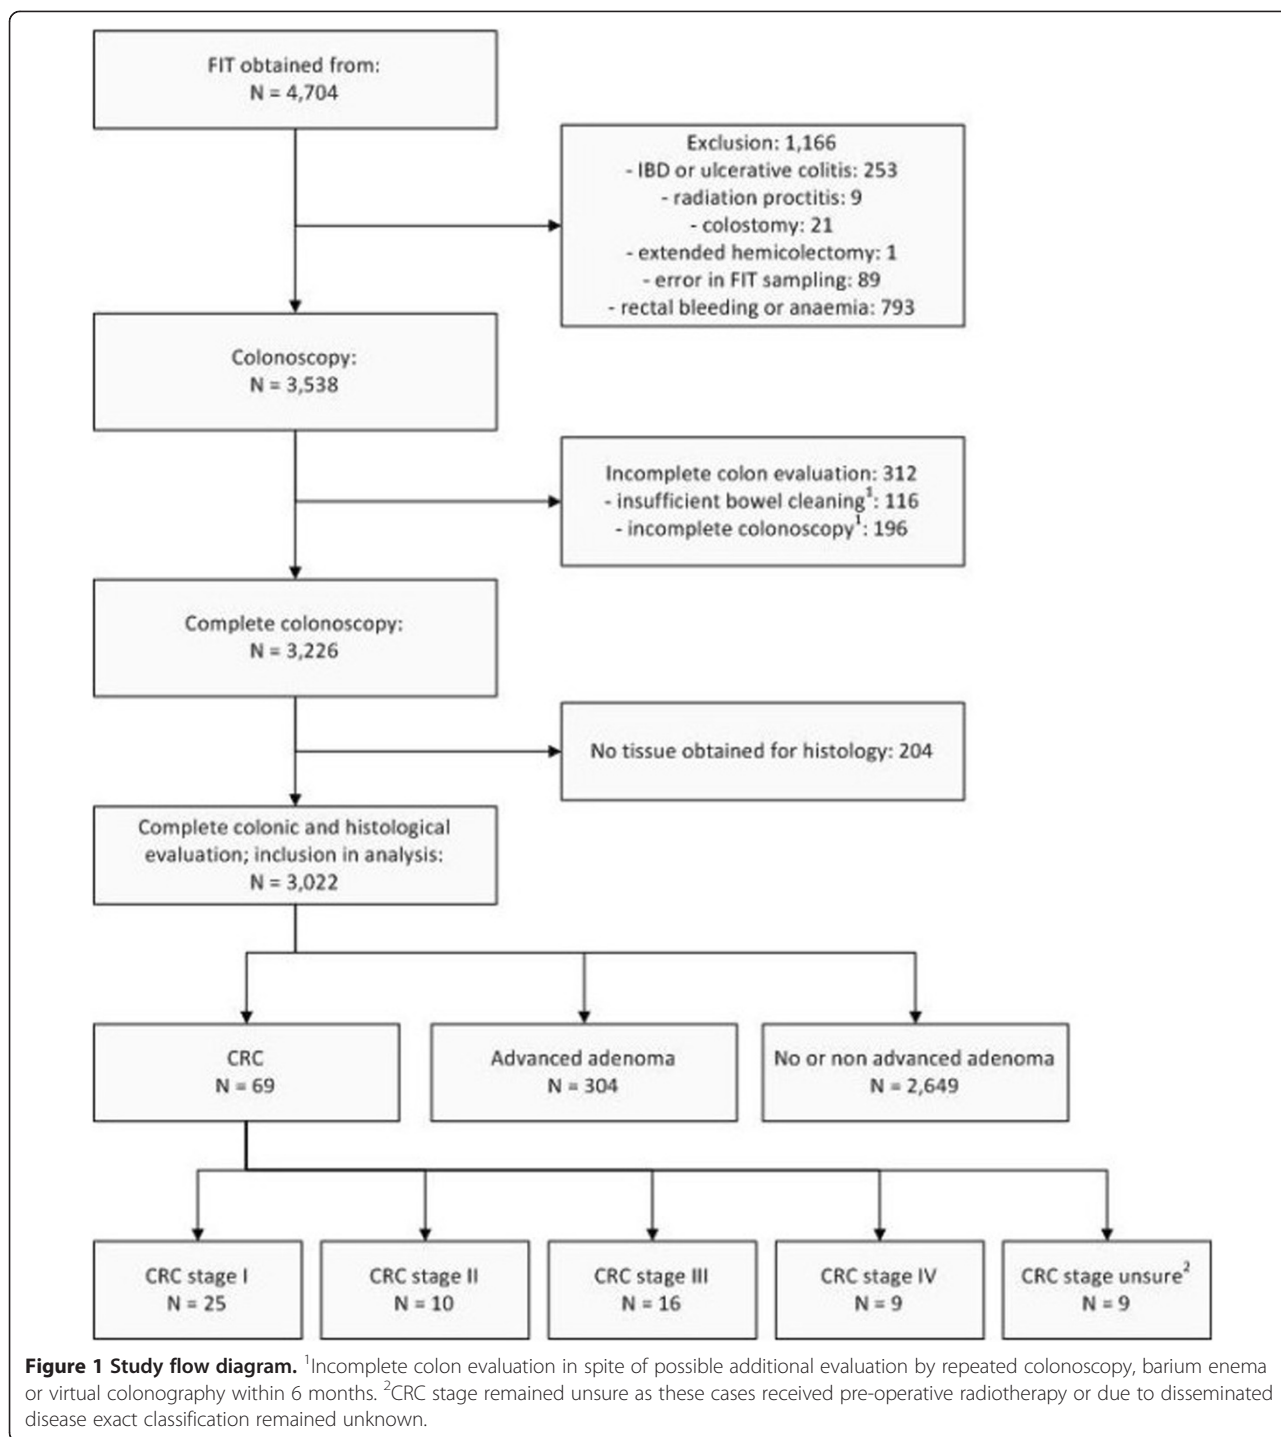 FIT obtained from:
N = 4,704
Exclusion: 1,166
- IBD or ulcerative colitis: 253
- radiation proctitis: 9
- colostomy: 21
- extended hemicolectomy: 1
- error in FIT sampling: 89
- rectal bleeding or anaemia: 793
Colonoscopy:
N = 3,538
Incomplete colon evaluation: 312
- insufficient bowel cleaning¹: 116
- incomplete colonoscopy¹: 196
Complete colonoscopy:
N = 3,226
No tissue obtained for histology: 204
Complete colonic and histological
evaluation; inclusion in analysis:
N = 3,022
CRC
N = 69
Advanced adenoma
N = 304
No or non advanced adenoma
N = 2,649
CRC stage I
N = 25
CRC stage II
N = 10
CRC stage III
N = 16
CRC stage IV
N = 9
CRC stage unsure²
N = 9
Figure 1 Study flow diagram. ¹Incomplete colon evaluation in spite of possible additional evaluation by repeated colonoscopy, barium enema
or virtual colonography within 6 months. ²CRC stage remained unsure as these cases received pre-operative radiotherapy or due to disseminated
disease exact classification remained unknown.